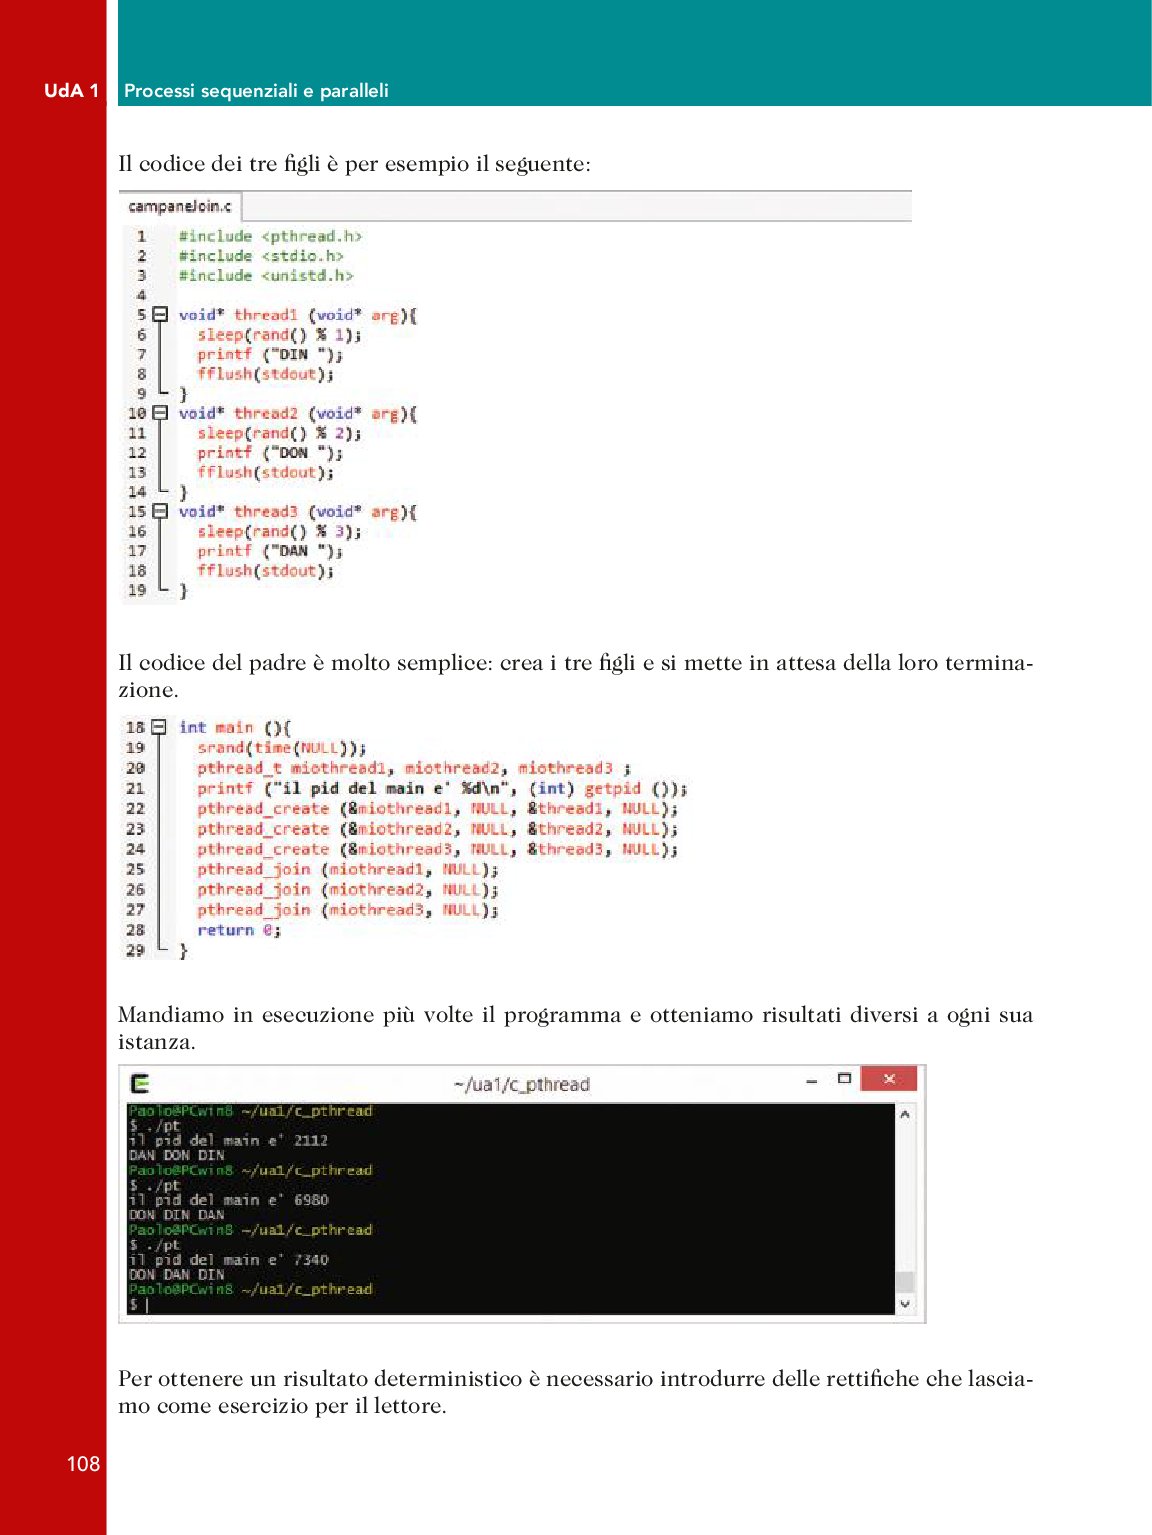 UdA 1 Processi sequenziali e paralleli
Il codice dei tre figli è per esempio il seguente:
campaneJoin.c
1 #include <pthread.h>
2 #include <stdio.h>
3 #include <unistd.h>
4
5 void* thread1 (void* arg){
6 sleep(rand() % 1);
7 printf ("DIN ");
8 fflush(stdout);
9 }
10 void* thread2 (void* arg){
11 sleep(rand() % 2);
12 printf ("DON ");
13 fflush(stdout);
14 }
15 void* thread3 (void* arg){
16 sleep(rand() % 3);
17 printf ("DAN ");
18 fflush(stdout);
19 }
Il codice del padre è molto semplice: crea i tre figli e si mette in attesa della loro termina-
zione.
18 int main (){
19 srand(time(NULL));
20 pthread_t miothread1, miothread2, miothread3 ;
21 printf ("il pid del main e' %d\n", (int) getpid ());
22 pthread_create (&miothread1, NULL, &thread1, NULL);
23 pthread_create (&miothread2, NULL, &thread2, NULL);
24 pthread_create (&miothread3, NULL, &thread3, NULL);
25 pthread_join (miothread1, NULL);
26 pthread_join (miothread2, NULL);
27 pthread_join (miothread3, NULL);
28 return 0;
29 }
Mandiamo in esecuzione più volte il programma e otteniamo risultati diversi a ogni sua
istanza.
~/ua1/c_pthread
Paolo@PCwin8 ~/ua1/c_pthread
$ ./pt
il pid del main e' 2112
DAN DON DIN
Paolo@PCwin8 ~/ua1/c_pthread
$ ./pt
il pid del main e' 6980
DON DIN DAN
Paolo@PCwin8 ~/ua1/c_pthread
$ ./pt
il pid del main e' 7340
DON DAN DIN
Paolo@PCwin8 ~/ua1/c_pthread
$
Per ottenere un risultato deterministico è necessario introdurre delle rettifiche che lascia-
mo come esercizio per il lettore.
108